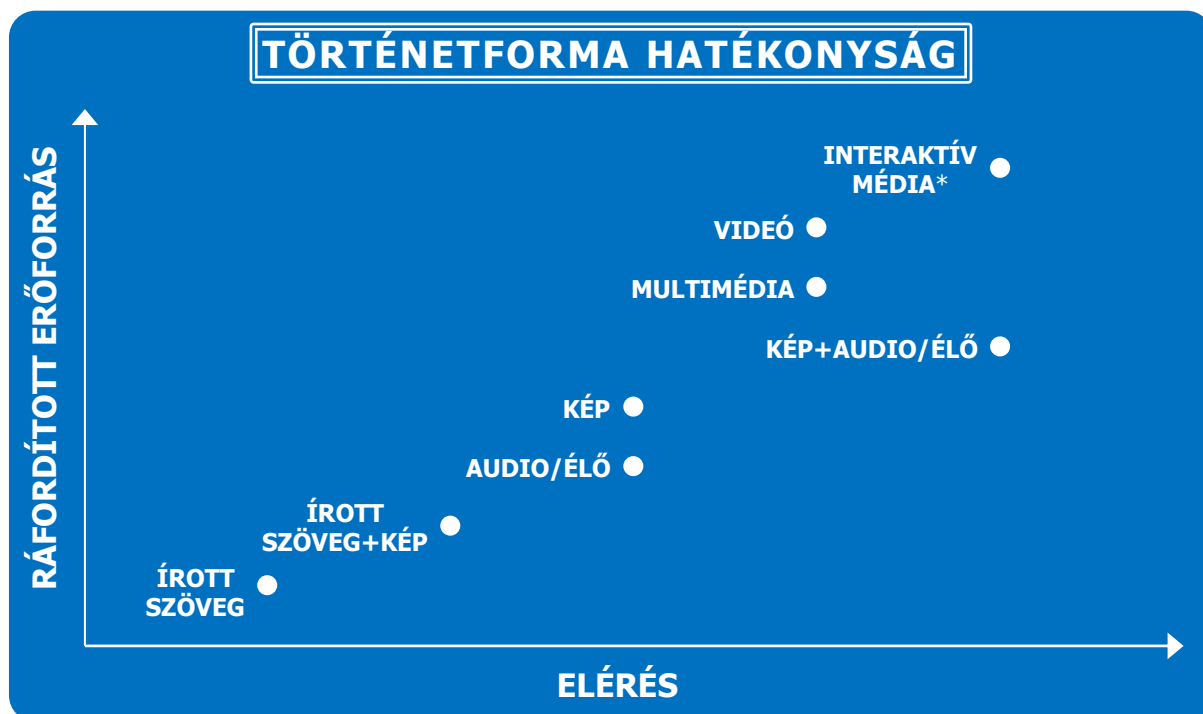 TÖRTÉNETFORMA HATÉKONYSÁG
RÁFORDÍTOTT ERŐFORRÁS
INTERAKTÍV
MÉDIA*
VIDEÓ
MULTIMÉDIA
KÉP+AUDIO/ÉLŐ
KÉP
AUDIO/ÉLŐ
ÍROTT
SZÖVEG+KÉP
ÍROTT
SZÖVEG
ELÉRÉS